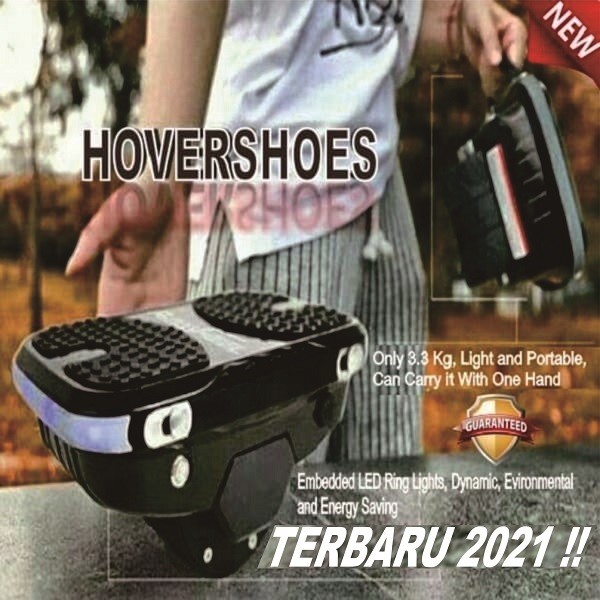 NEW
HOVERSHOES
Only 3.3 Kg, Light and Portable,
Can Carry it With One Hand
GUARANTEED
Embedded LED Ring Lights, Dynamic, Evironmental
and Energy Saving
TERBARU 2021 !!